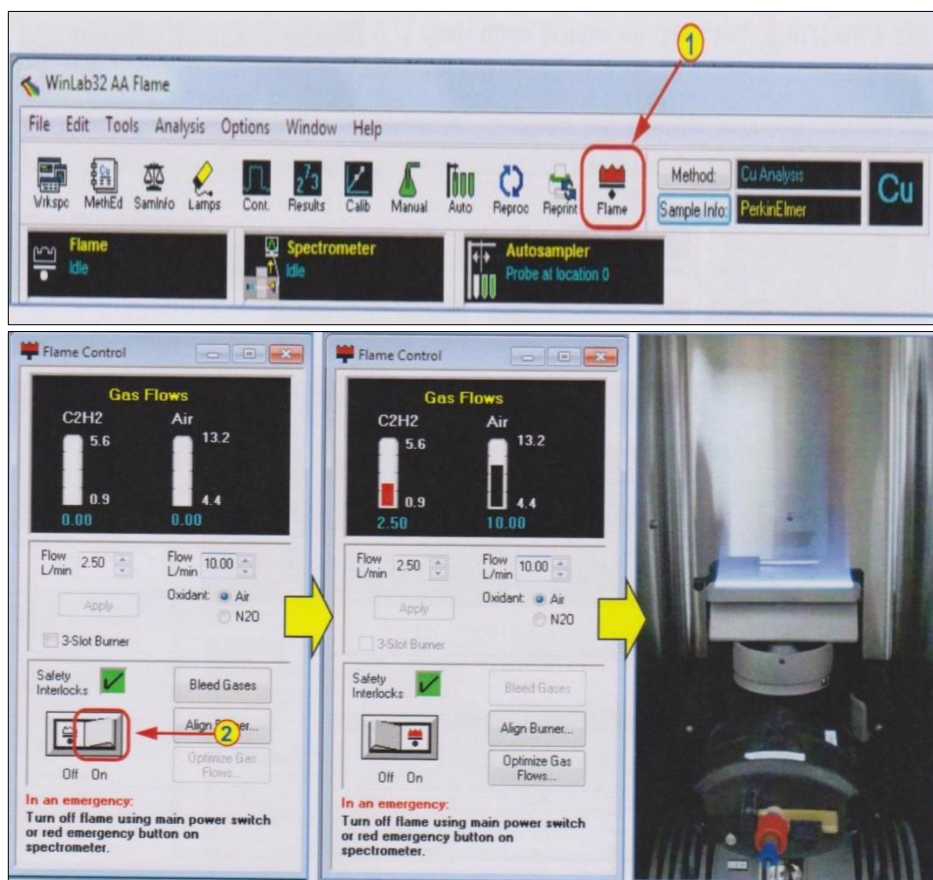 1
WinLab32 AA Flame
File Edit Tools Analysis Options Window Help
Wrkspc MethEd SamInfo Lamps Cont. Results Calib Manual Auto Reproc Reprint Flame
Method: Cu Analysis
Sample Info: PerkinElmer
Cu
Flame
Idle
Spectrometer
Idle
Autosampler
Probe at location 0
Flame Control
Gas Flows
C2H2 Air
5.6 13.2
0.9 4.4
0.00 0.00
Flow L/min 2.50 Flow L/min 10.00
Apply
Oxidant: Air
N2O
3-Slot Burner
Safety
Interlocks
Bleed Gases
Align
2
Optimize Gas
Flows...
Off On
In an emergency:
Turn off flame using main power switch
or red emergency button on
spectrometer.
Flame Control
Gas Flows
C2H2 Air
5.6 13.2
0.9 4.4
2.50 10.00
Flow L/min 2.50 Flow L/min 10.00
Apply
Oxidant: Air
N2O
3-Slot Burner
Safety
Interlocks
Bleed Gases
Align Burner...
Optimize Gas
Flows...
Off On
In an emergency:
Turn off flame using main power switch
or red emergency button on
spectrometer.